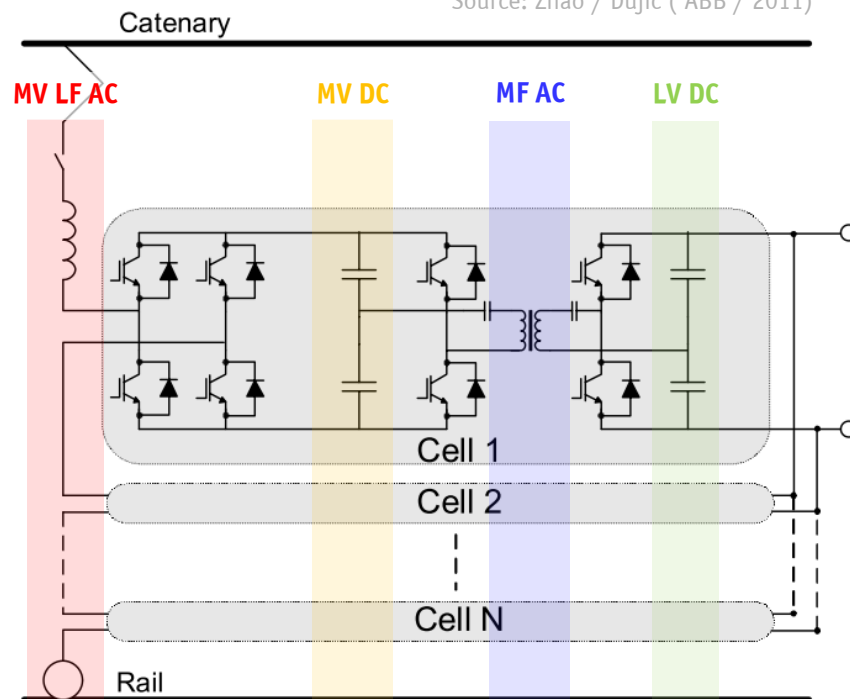 Source: Zhao / Dujic ( ABB / 2011)
Catenary
MV LF AC MV DC MF AC LV DC
Cell 1
Cell 2
Cell N
Rail